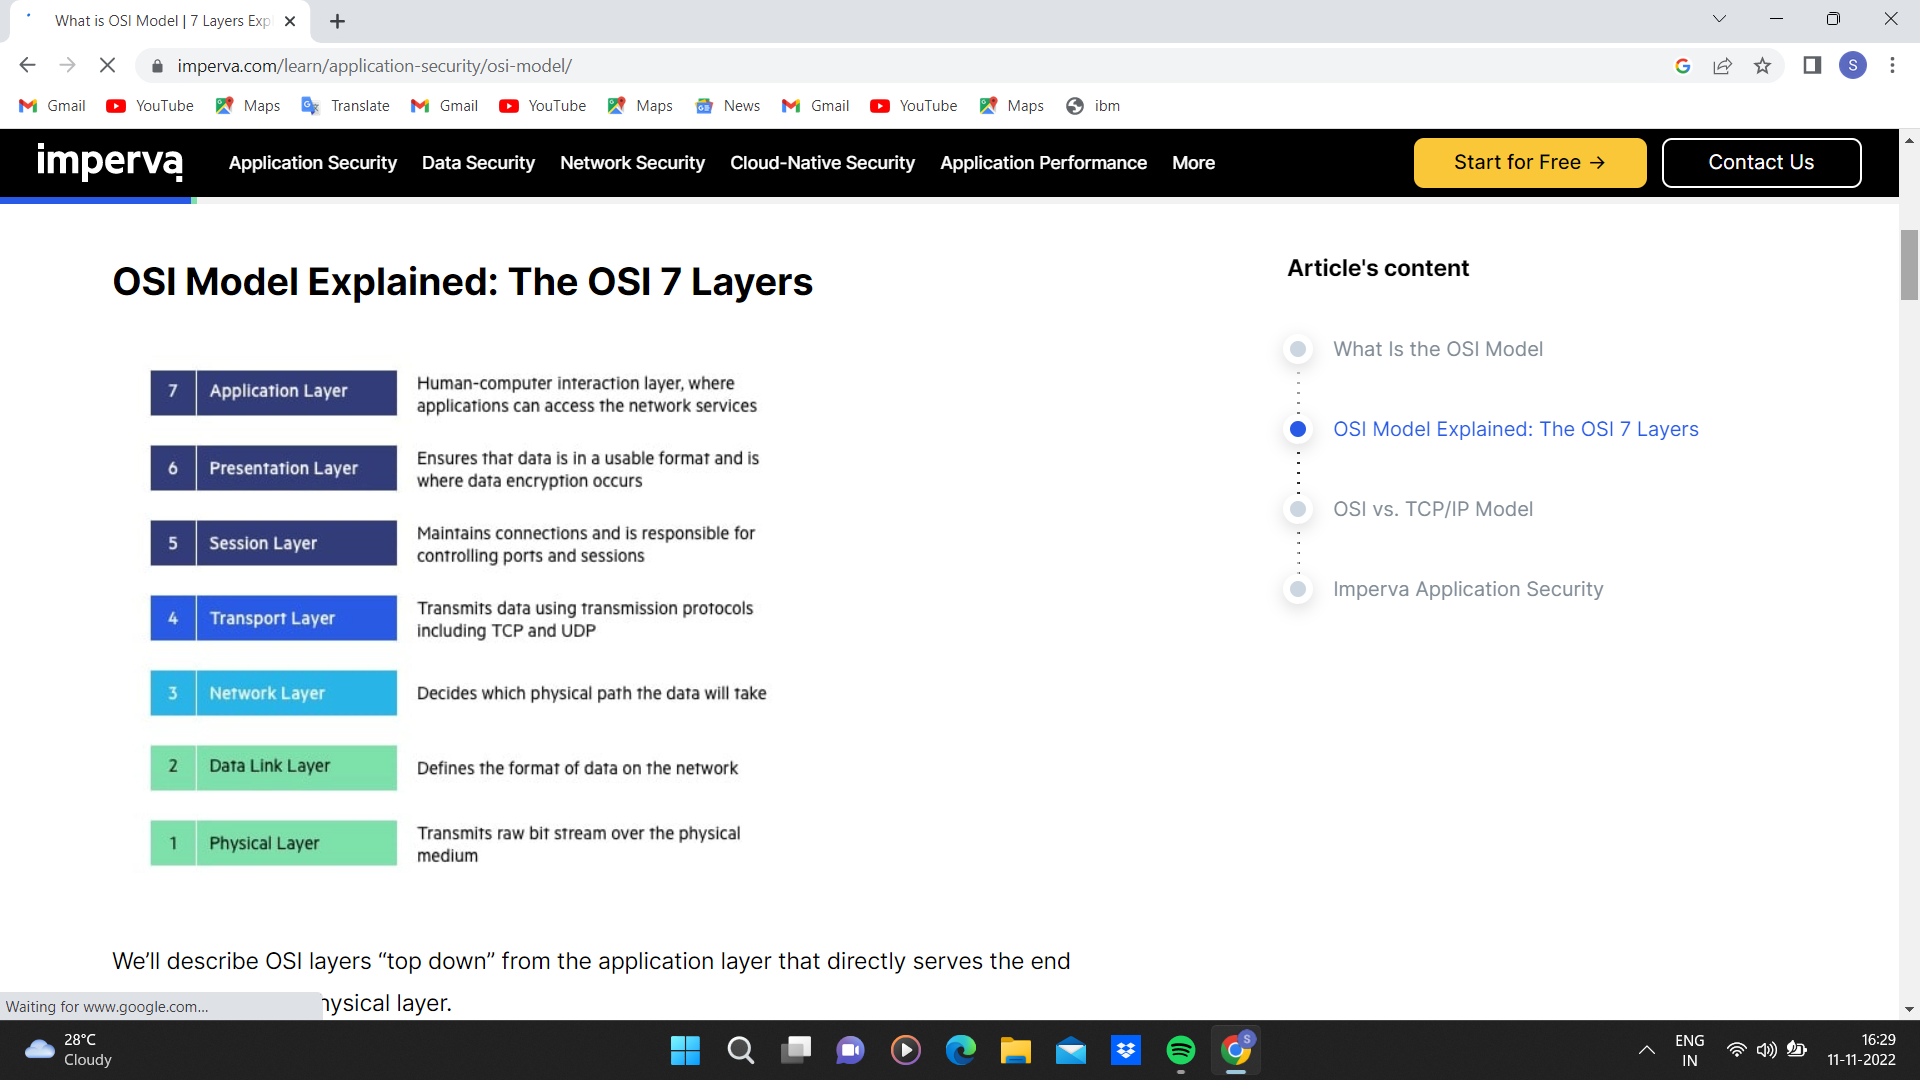 What is OSI Model | 7 Layers Exp
imperva.com/learn/application-security/osi-model/
S
Gmail YouTube Maps Translate Gmail YouTube Maps News Gmail YouTube Maps ibm
imperva Application Security Data Security Network Security Cloud-Native Security Application Performance More Start for Free → Contact Us
OSI Model Explained: The OSI 7 Layers
7 Application Layer
Human-computer interaction layer, where
applications can access the network services
6 Presentation Layer
Ensures that data is in a usable format and is
where data encryption occurs
5 Session Layer
Maintains connections and is responsible for
controlling ports and sessions
4 Transport Layer
Transmits data using transmission protocols
including TCP and UDP
3 Network Layer
Decides which physical path the data will take
2 Data Link Layer
Defines the format of data on the network
1 Physical Layer
Transmits raw bit stream over the physical
medium
Article's content
What Is the OSI Model
OSI Model Explained: The OSI 7 Layers
OSI vs. TCP/IP Model
Imperva Application Security
We’ll describe OSI layers “top down” from the application layer that directly serves the end
hysical layer.
Waiting for www.google.com...
28°C
Cloudy
S
ENG
IN
16:29
11-11-2022